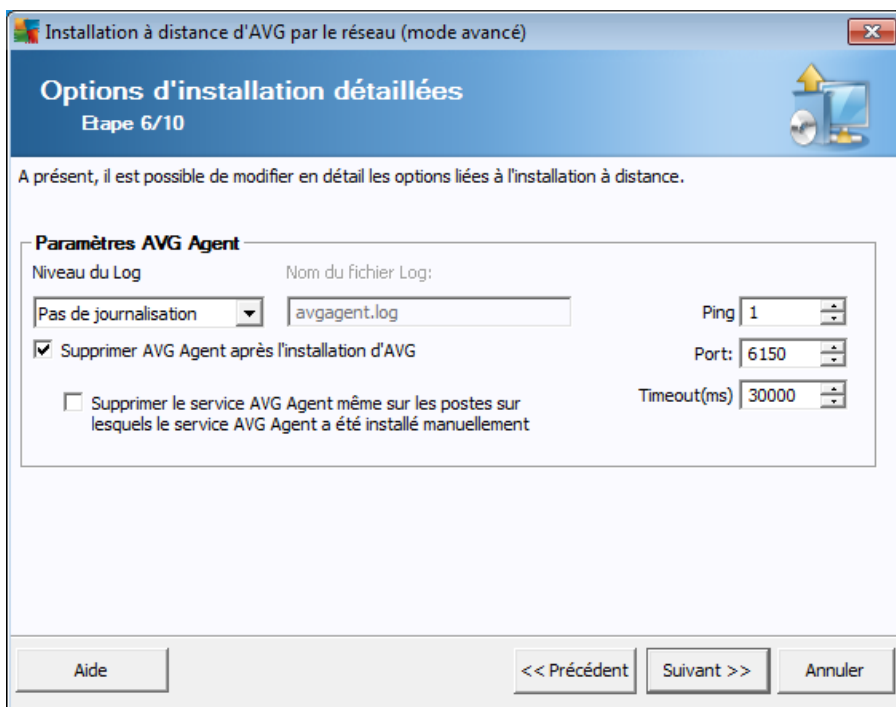 Installation à distance d'AVG par le réseau (mode avancé)
Options d'installation détaillées
Etape 6/10
A présent, il est possible de modifier en détail les options liées à l'installation à distance.
Paramètres AVG Agent
Niveau du Log
Nom du fichier Log:
Pas de journalisation
avgagent.log
Ping 1
Supprimer AVG Agent après l'installation d'AVG
Port: 6150
Timeout(ms) 30000
Supprimer le service AVG Agent même sur les postes sur
lesquels le service AVG Agent a été installé manuellement
Aide
<< Précédent
Suivant >>
Annuler